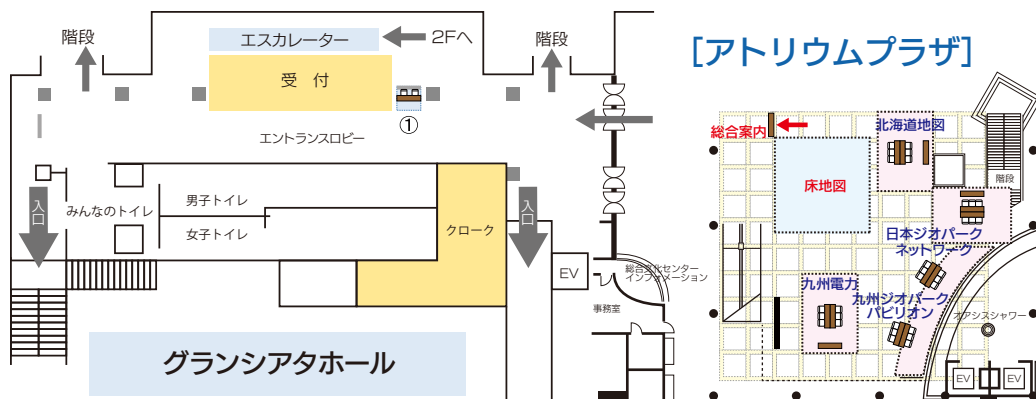 階段
エスカレーター
2Fへ
階段
受付
①
エントランスロビー
入口
みんなのトイレ
男子トイレ
女子トイレ
クローク
入口
EV
総合文化センター
インフォメーション
事務室
グランシアタホール
[アトリウムプラザ]
総合案内
北海道地図
床地図
階段
日本ジオパーク
ネットワーク
九州電力
九州ジオパーク
パビリオン
オアシスシャワー
EV
EV